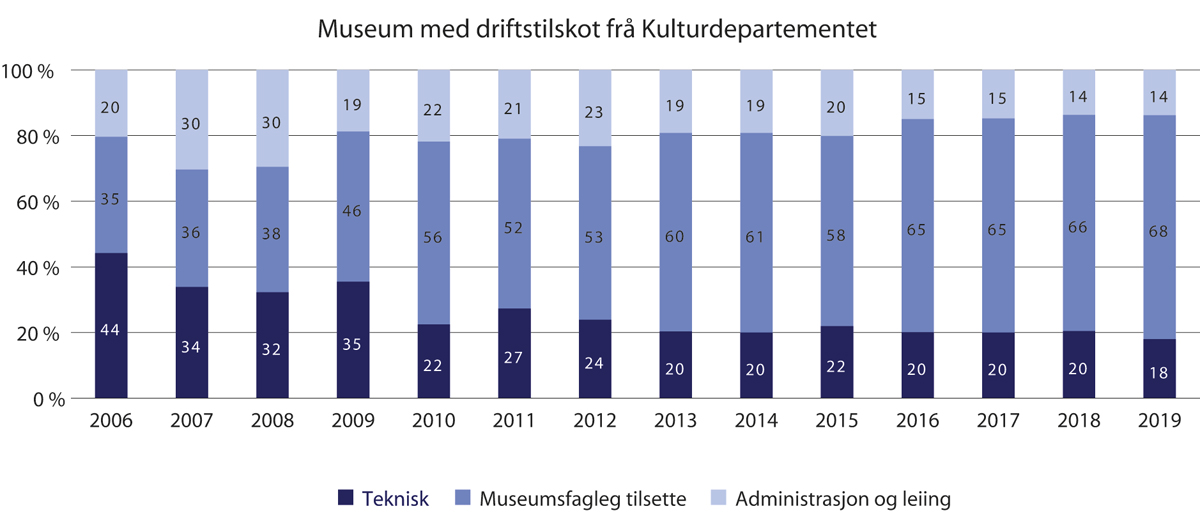 Museum med driftstilskot frå Kulturdepartementet
100 %
80 %
60 %
40 %
20 %
0 %
20 30 30 19 22 21 23 19 19 20 15 15 14 14
35 36 38 46 56 52 53 60 61 58 65 65 66 68
44 34 32 35 22 27 24 20 20 22 20 20 20 18
2006 2007 2008 2009 2010 2011 2012 2013 2014 2015 2016 2017 2018 2019
Teknisk Museumsfagleg tilsette Administrasjon og leiing